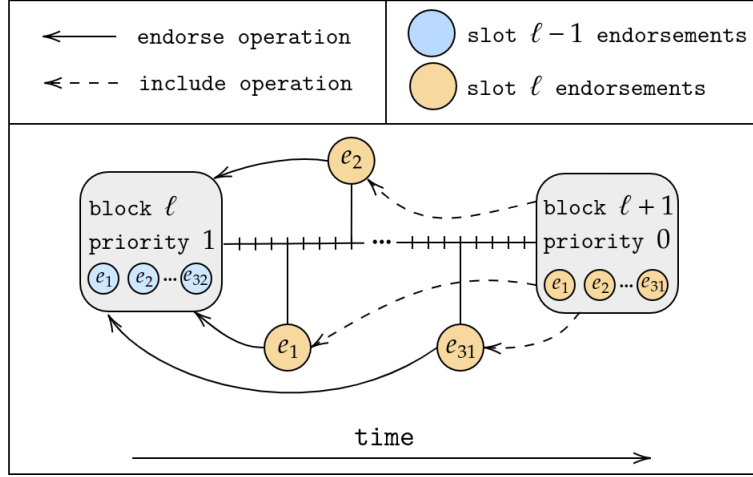 endorse operation
include operation
slot ℓ − 1 endorsements
slot ℓ endorsements
e₂
block ℓ
priority 1
e₁ e₂ ... e₃₂
...
block ℓ + 1
priority 0
e₁ e₂ ... e₃₁
e₁
e₃₁
time